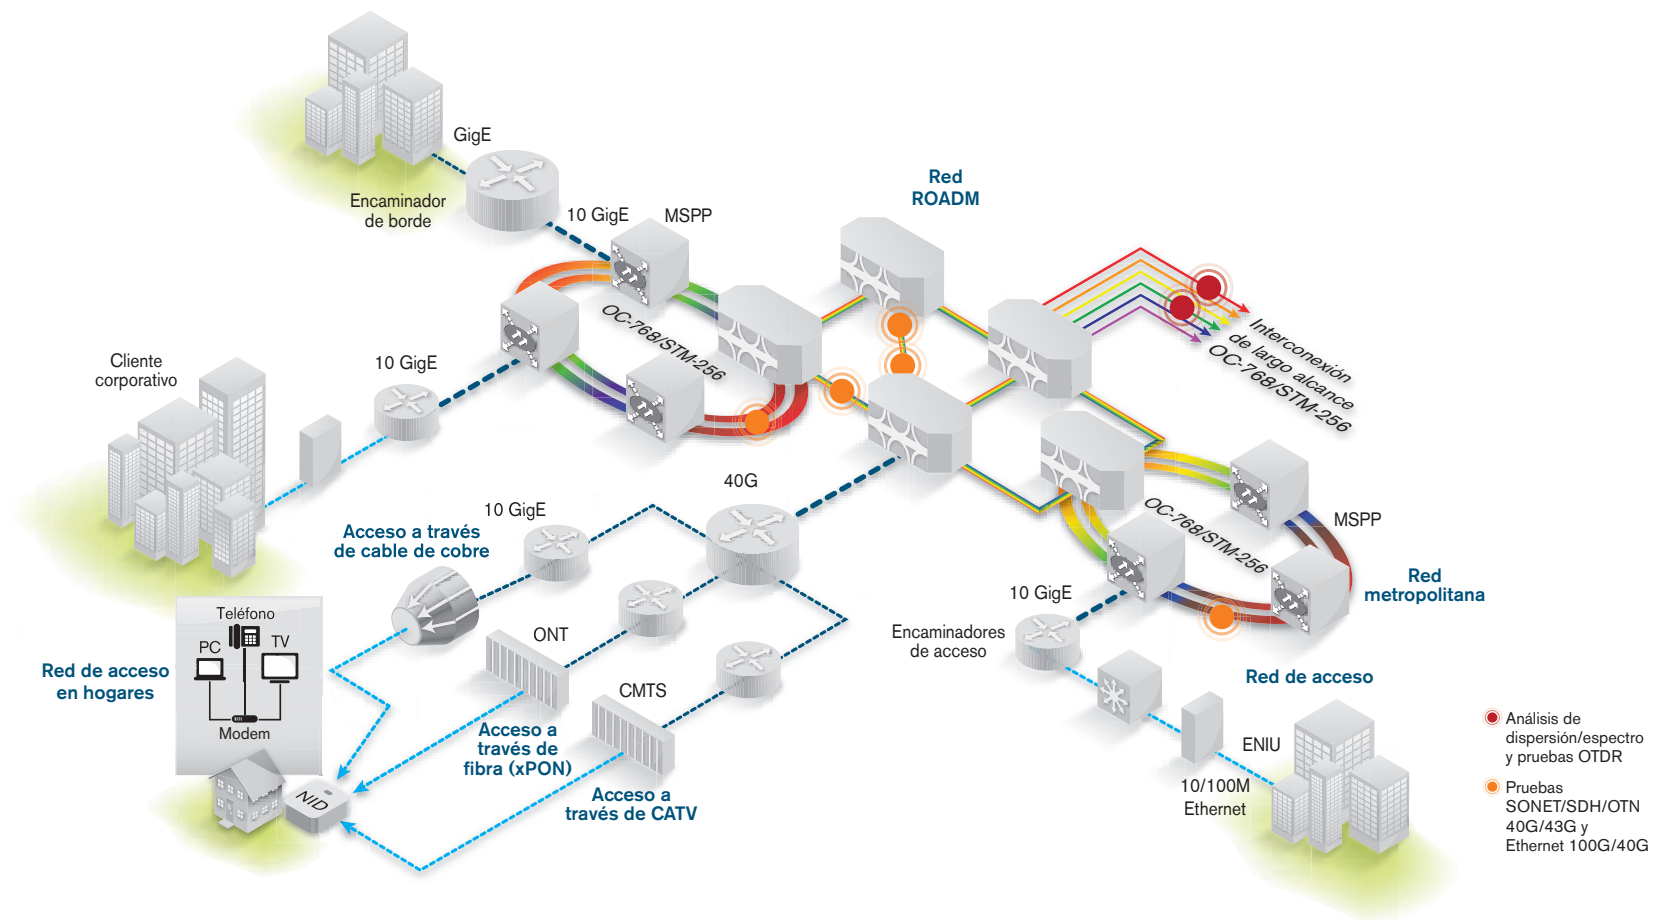 GigE
Encaminador
de borde
10 GigE
MSPP
Red
ROADM
OC-768/STM-256
Interconexión
de largo alcance
OC-768/STM-256
Cliente
corporativo
10 GigE
40G
10 GigE
Acceso a través
de cable de cobre
OC-768/STM-256
MSPP
Red
metropolitana
10 GigE
Encaminadores
de acceso
Teléfono
PC
TV
Modem
Red de acceso
en hogares
ONT
CMTS
Acceso a
través de
fibra (xPON)
Acceso a
través de CATV
NID
Red de acceso
ENIU
10/100M
Ethernet
Análisis de
dispersión/espectro
y pruebas OTDR
Pruebas
SONET/SDH/OTN
40G/43G y
Ethernet 100G/40G